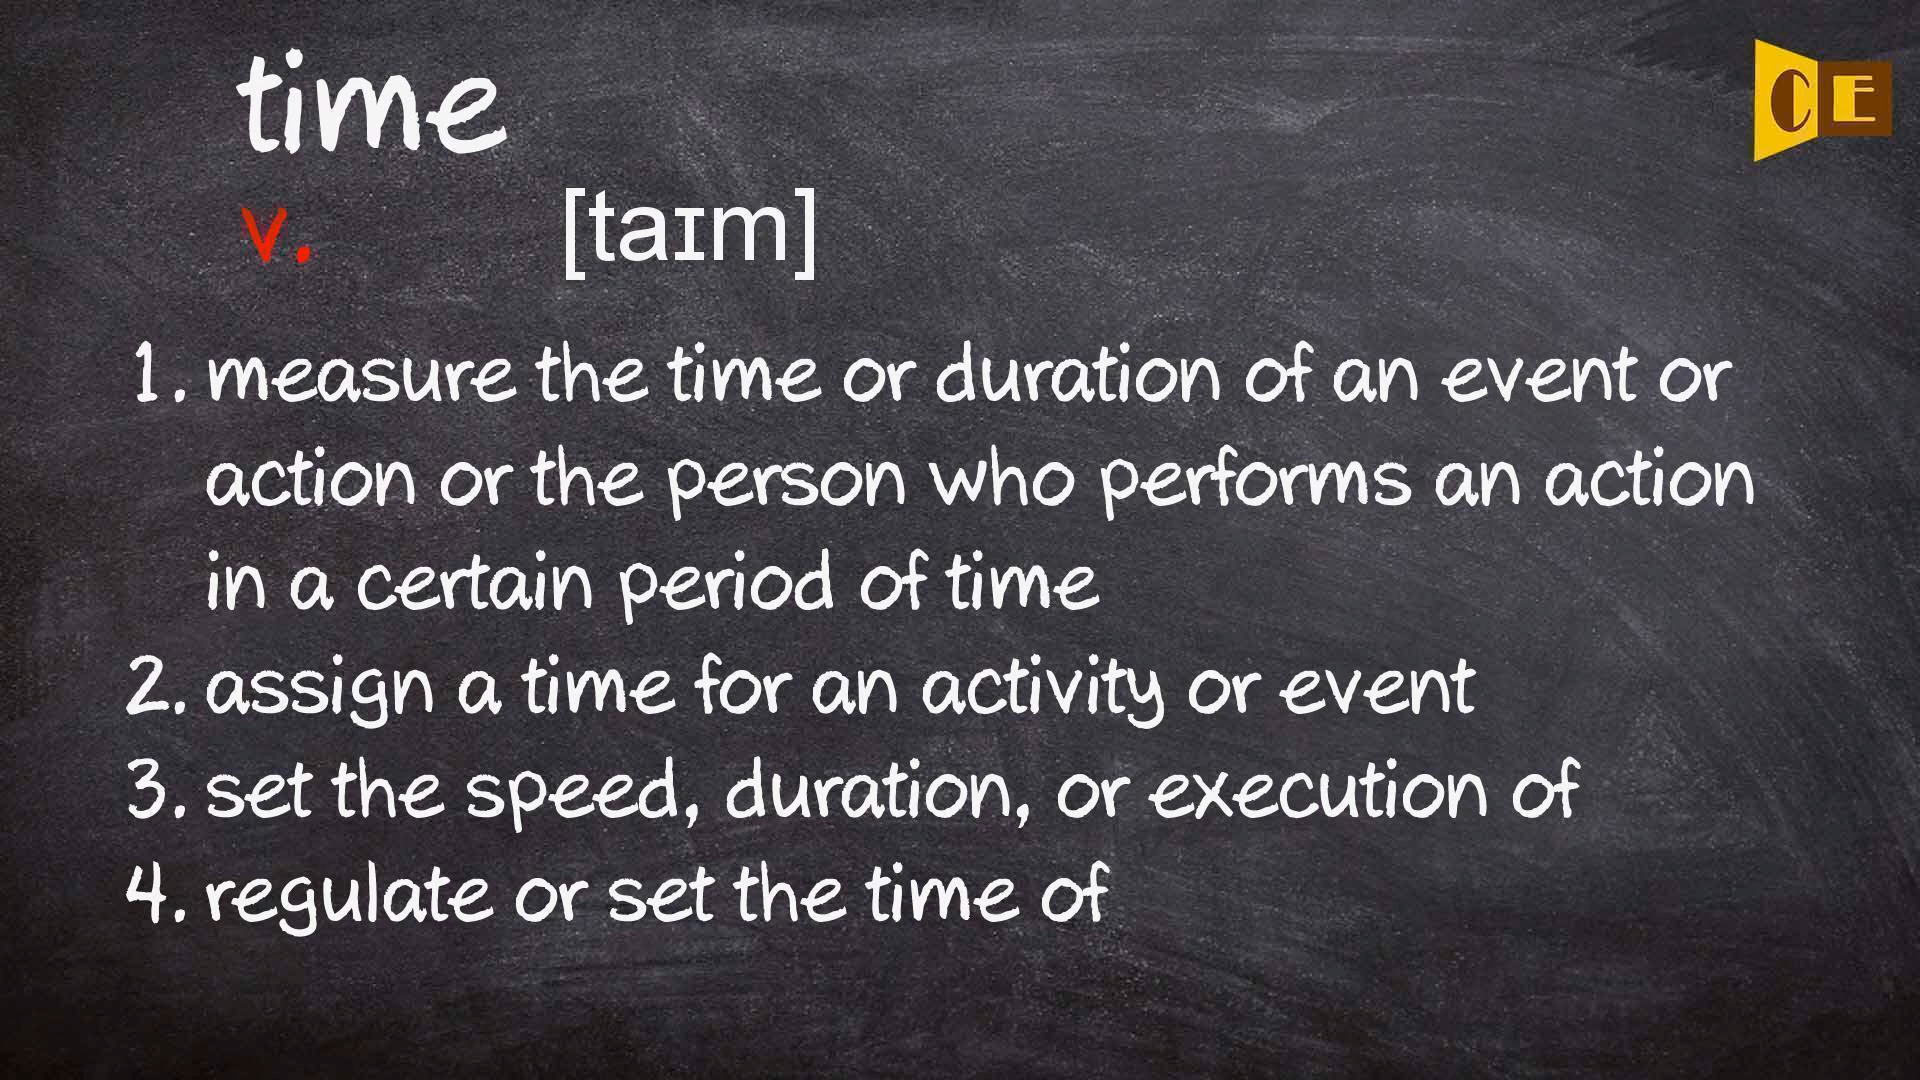 time
CE
v. [taɪm]
1. measure the time or duration of an event or
action or the person who performs an action
in a certain period of time
2. assign a time for an activity or event
3. set the speed, duration, or execution of
4. regulate or set the time of